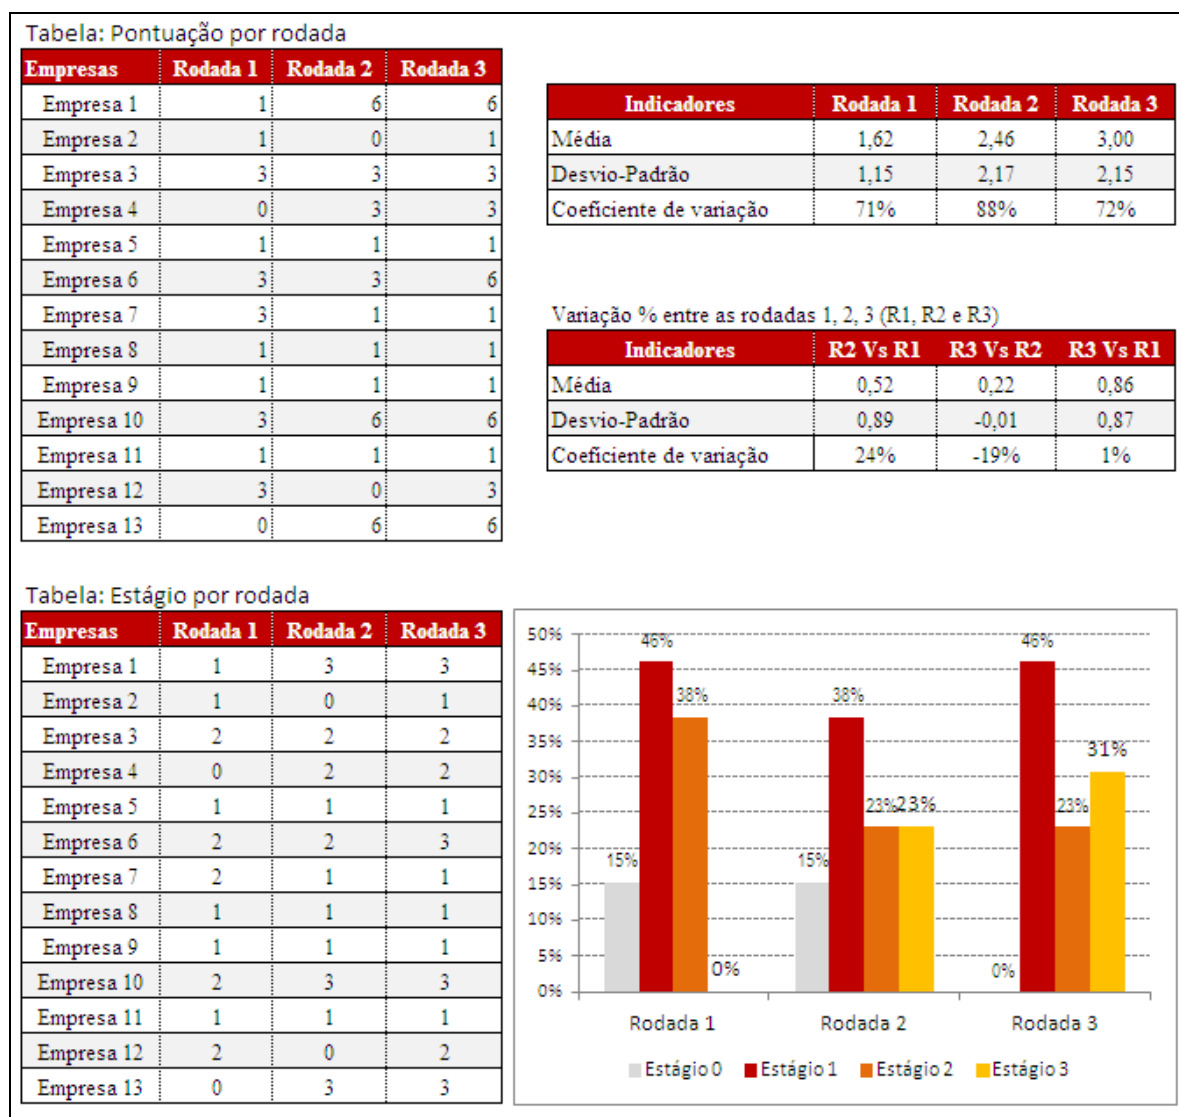 Tabela: Pontuação por rodada
Empresas Rodada 1 Rodada 2 Rodada 3
Empresa 1 1 6 6
Empresa 2 1 0 1
Empresa 3 3 3 3
Empresa 4 0 3 3
Empresa 5 1 1 1
Empresa 6 3 3 6
Empresa 7 3 1 1
Empresa 8 1 1 1
Empresa 9 1 1 1
Empresa 10 3 6 6
Empresa 11 1 1 1
Empresa 12 3 0 3
Empresa 13 0 6 6
Indicadores Rodada 1 Rodada 2 Rodada 3
Média 1,62 2,46 3,00
Desvio-Padrão 1,15 2,17 2,15
Coeficiente de variação 71% 88% 72%
Variação % entre as rodadas 1, 2, 3 (R1, R2 e R3)
Indicadores R2 Vs R1 R3 Vs R2 R3 Vs R1
Média 0,52 0,22 0,86
Desvio-Padrão 0,89 -0,01 0,87
Coeficiente de variação 24% -19% 1%
Tabela: Estágio por rodada
Empresas Rodada 1 Rodada 2 Rodada 3
Empresa 1 1 3 3
Empresa 2 1 0 1
Empresa 3 2 2 2
Empresa 4 0 2 2
Empresa 5 1 1 1
Empresa 6 2 2 3
Empresa 7 2 1 1
Empresa 8 1 1 1
Empresa 9 1 1 1
Empresa 10 2 3 3
Empresa 11 1 1 1
Empresa 12 2 0 2
Empresa 13 0 3 3
50%
45%
40%
35%
30%
25%
20%
15%
10%
5%
0%
15% 46% 38% 0%
15% 38% 23% 23%
0% 46% 23% 31%
Rodada 1 Rodada 2 Rodada 3
Estágio 0 Estágio 1 Estágio 2 Estágio 3